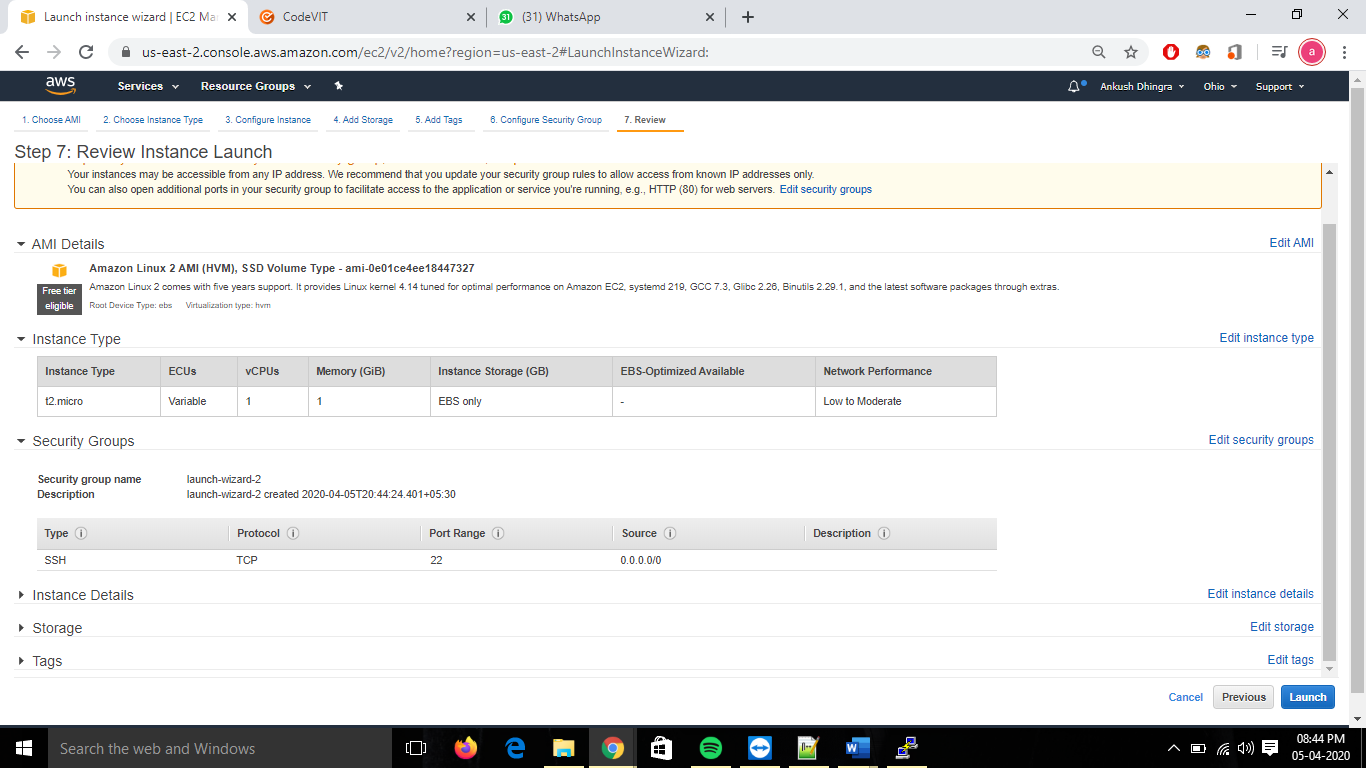 Launch instance wizard | EC2 Mar
CodeVIT
(31) WhatsApp
us-east-2.console.aws.amazon.com/ec2/v2/home?region=us-east-2#LaunchInstanceWizard:
a
aws Services Resource Groups Ankush Dhingra Ohio Support
1. Choose AMI 2. Choose Instance Type 3. Configure Instance 4. Add Storage 5. Add Tags 6. Configure Security Group 7. Review
Step 7: Review Instance Launch
Your instances may be accessible from any IP address. We recommend that you update your security group rules to allow access from known IP addresses only.
You can also open additional ports in your security group to facilitate access to the application or service you're running, e.g., HTTP (80) for web servers. Edit security groups
AMI Details Edit AMI
Amazon Linux 2 AMI (HVM), SSD Volume Type - ami-0e01ce4ee18447327
Free tier eligible
Amazon Linux 2 comes with five years support. It provides Linux kernel 4.14 tuned for optimal performance on Amazon EC2, systemd 219, GCC 7.3, Glibc 2.26, Binutils 2.29.1, and the latest software packages through extras.
Root Device Type: ebs Virtualization type: hvm
Instance Type Edit instance type
Instance Type ECUs vCPUs Memory (GiB) Instance Storage (GB) EBS-Optimized Available Network Performance
t2.micro Variable 1 1 EBS only - Low to Moderate
Security Groups Edit security groups
Security group name launch-wizard-2
Description launch-wizard-2 created 2020-04-05T20:44:24.401+05:30
Type Protocol Port Range Source Description
SSH TCP 22 0.0.0.0/0
Instance Details Edit instance details
Storage Edit storage
Tags Edit tags
Cancel Previous Launch
Search the web and Windows
08:44 PM
05-04-2020